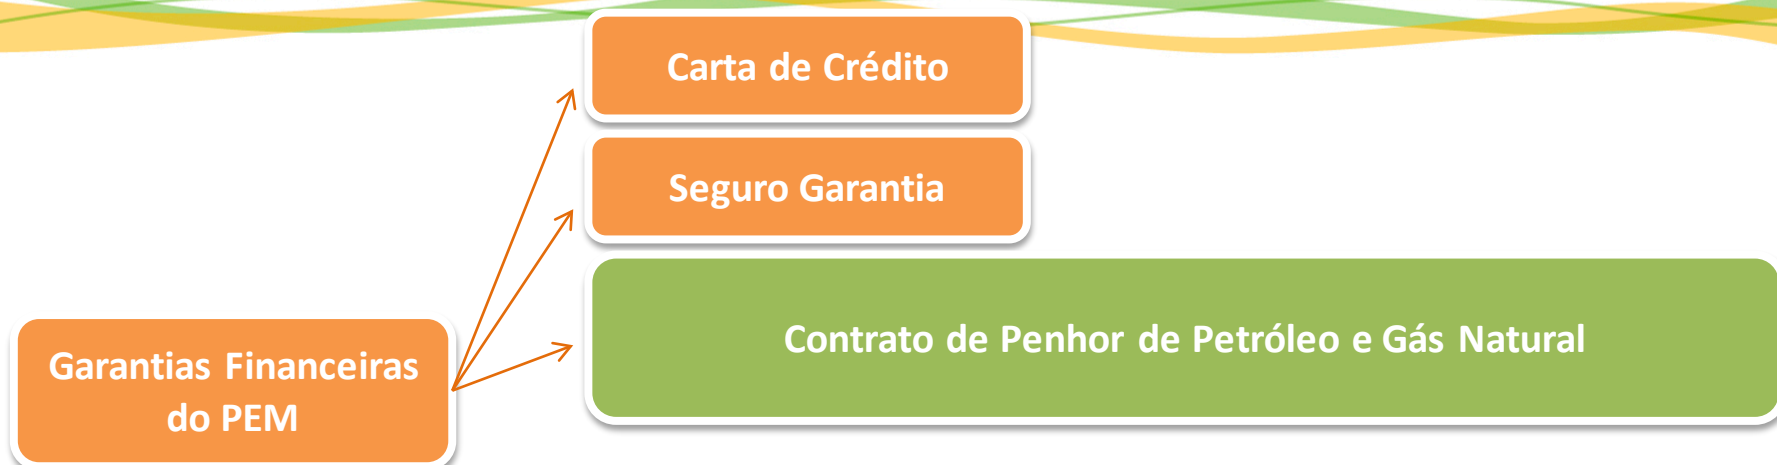 Carta de Crédito
Seguro Garantia
Contrato de Penhor de Petróleo e Gás Natural
Garantias Financeiras
do PEM